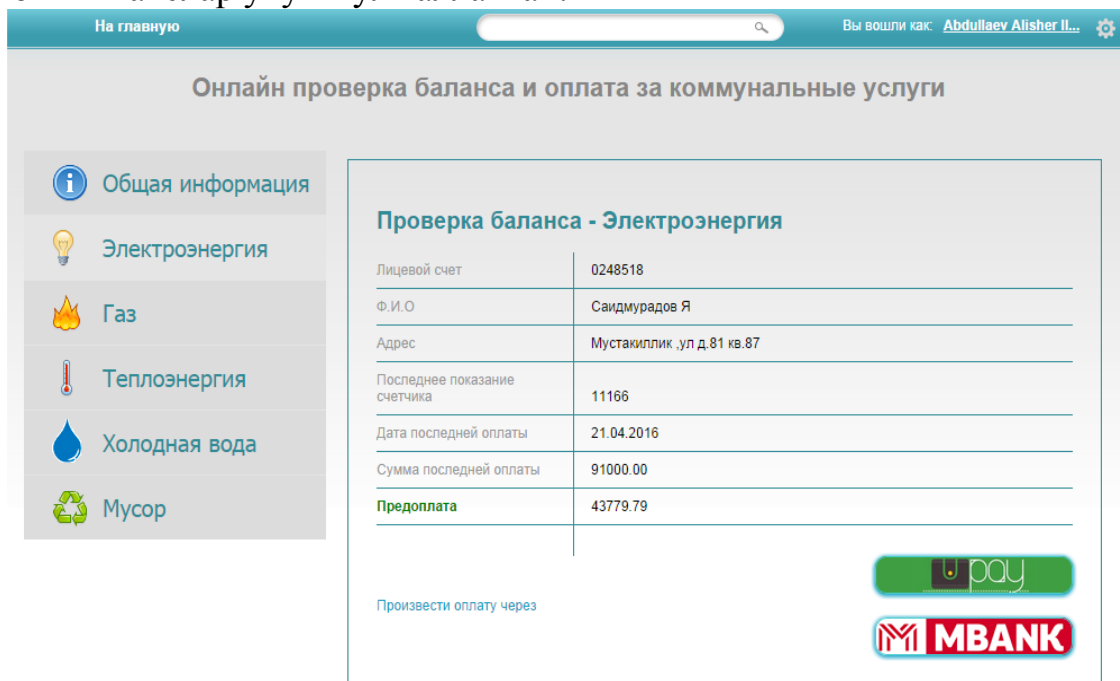 На главную
Вы вошли как: Abdullaev Alisher Il...
Онлайн проверка баланса и оплата за коммунальные услуги
Общая информация
Электроэнергия
Газ
Теплоэнергия
Холодная вода
Мусор
Проверка баланса - Электроэнергия
Лицевой счет 0248518
Ф.И.О Саидмурадов Я
Адрес Мустакиллик ,ул д.81 кв.87
Последнее показание
счетчика 11166
Дата последней оплаты 21.04.2016
Сумма последней оплаты 91000.00
Предоплата 43779.79
Произвести оплату через
Upay
MBANK